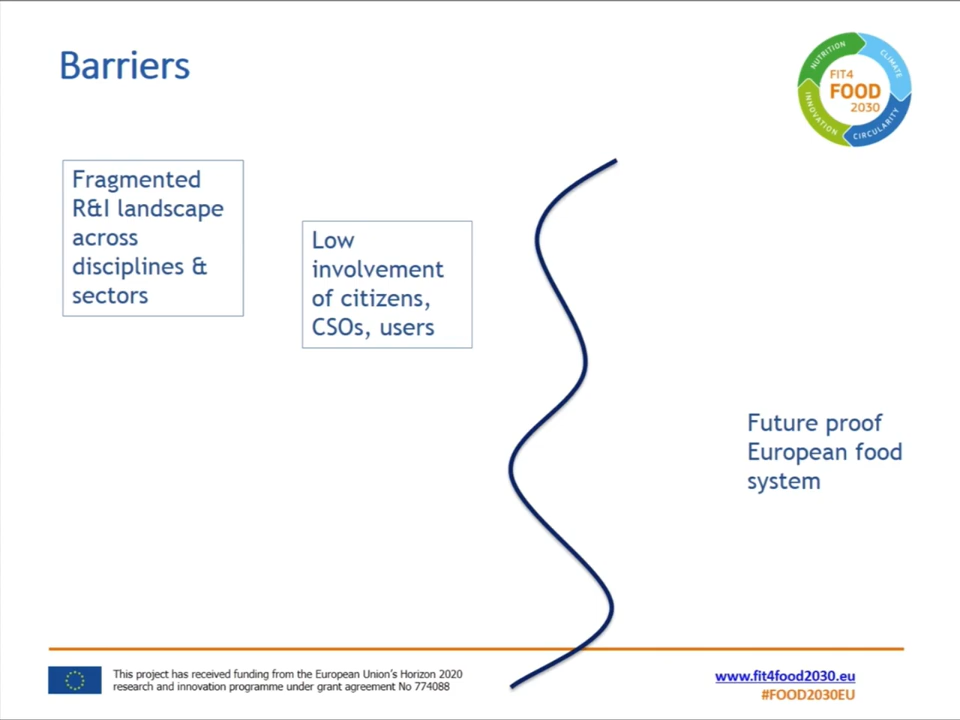 Barriers
NUTRITION
CLIMATE
FIT4
FOOD
2030
INNOVATION
CIRCULARITY
Fragmented
R&I landscape
across
disciplines &
sectors
Low
involvement
of citizens,
CSOs, users
Future proof
European food
system
This project has received funding from the European Union's Horizon 2020
research and innovation programme under grant agreement No 774088
www.fit4food2030.eu
#FOOD2030EU